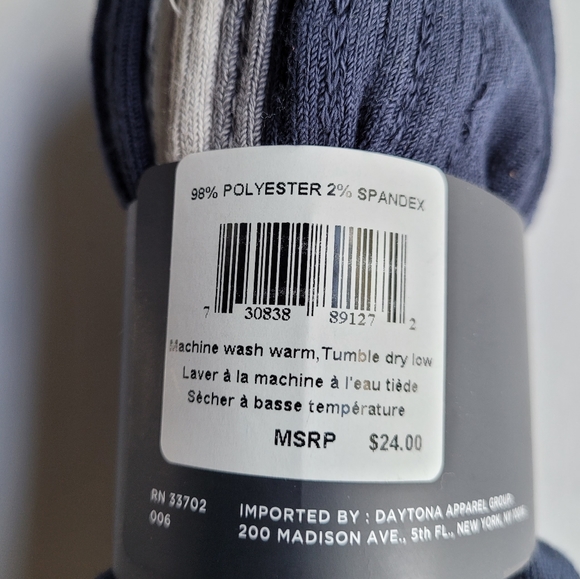 98% POLYESTER 2% SPANDEX
7 30838 89127 2
Machine wash warm,Tumble dry low
Laver à la machine à l'eau tiède
Sècher à basse température
MSRP $24.00
RN 33702
006
IMPORTED BY : DAYTONA APPAREL GROUP
200 MADISON AVE., 5th FL., NEW YORK, NY